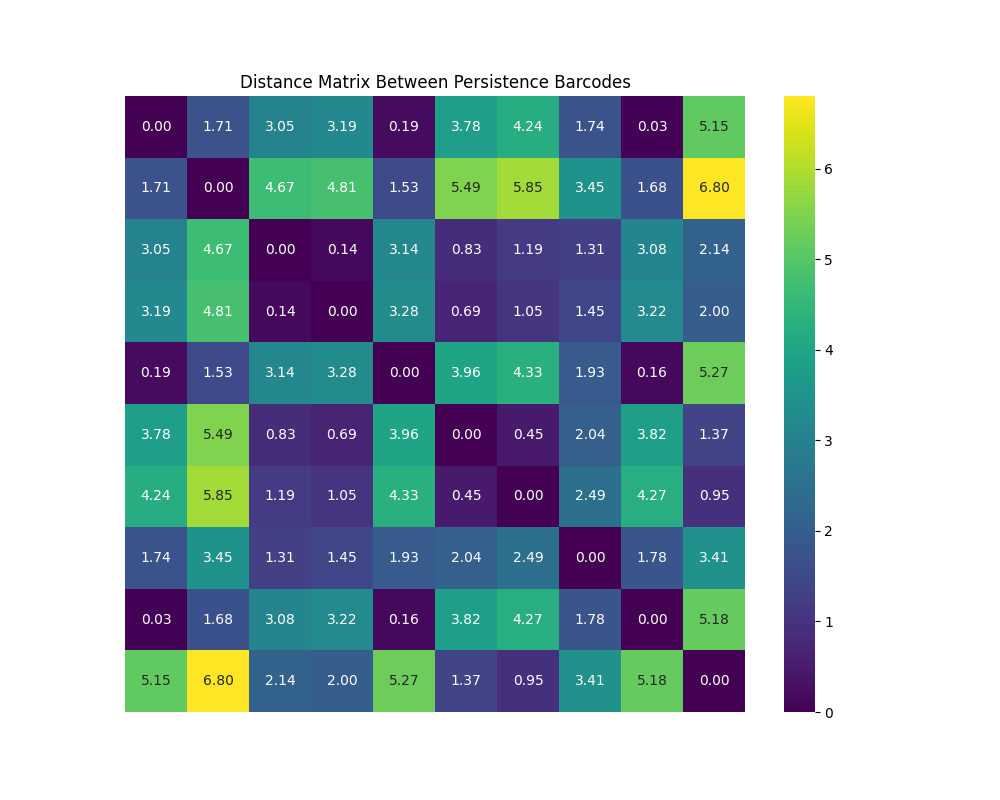 Distance Matrix Between Persistence Barcodes
0.00 1.71 3.05 3.19 0.19 3.78 4.24 1.74 0.03 5.15
1.71 0.00 4.67 4.81 1.53 5.49 5.85 3.45 1.68 6.80
3.05 4.67 0.00 0.14 3.14 0.83 1.19 1.31 3.08 2.14
3.19 4.81 0.14 0.00 3.28 0.69 1.05 1.45 3.22 2.00
0.19 1.53 3.14 3.28 0.00 3.96 4.33 1.93 0.16 5.27
3.78 5.49 0.83 0.69 3.96 0.00 0.45 2.04 3.82 1.37
4.24 5.85 1.19 1.05 4.33 0.45 0.00 2.49 4.27 0.95
1.74 3.45 1.31 1.45 1.93 2.04 2.49 0.00 1.78 3.41
0.03 1.68 3.08 3.22 0.16 3.82 4.27 1.78 0.00 5.18
5.15 6.80 2.14 2.00 5.27 1.37 0.95 3.41 5.18 0.00
6
5
4
3
2
1
0